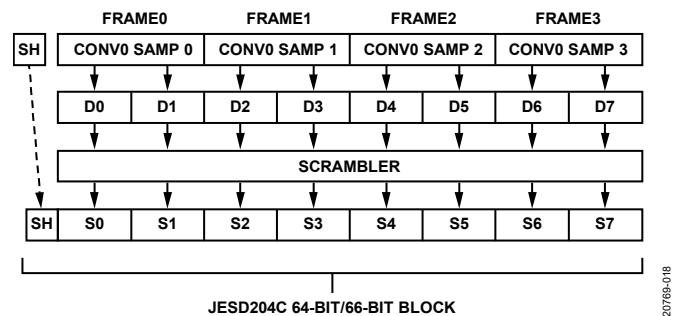 FRAME0 FRAME1 FRAME2 FRAME3
SH CONV0 SAMP 0 CONV0 SAMP 1 CONV0 SAMP 2 CONV0 SAMP 3
D0 D1 D2 D3 D4 D5 D6 D7
SCRAMBLER
SH S0 S1 S2 S3 S4 S5 S6 S7
JESD204C 64-BIT/66-BIT BLOCK
20769-018